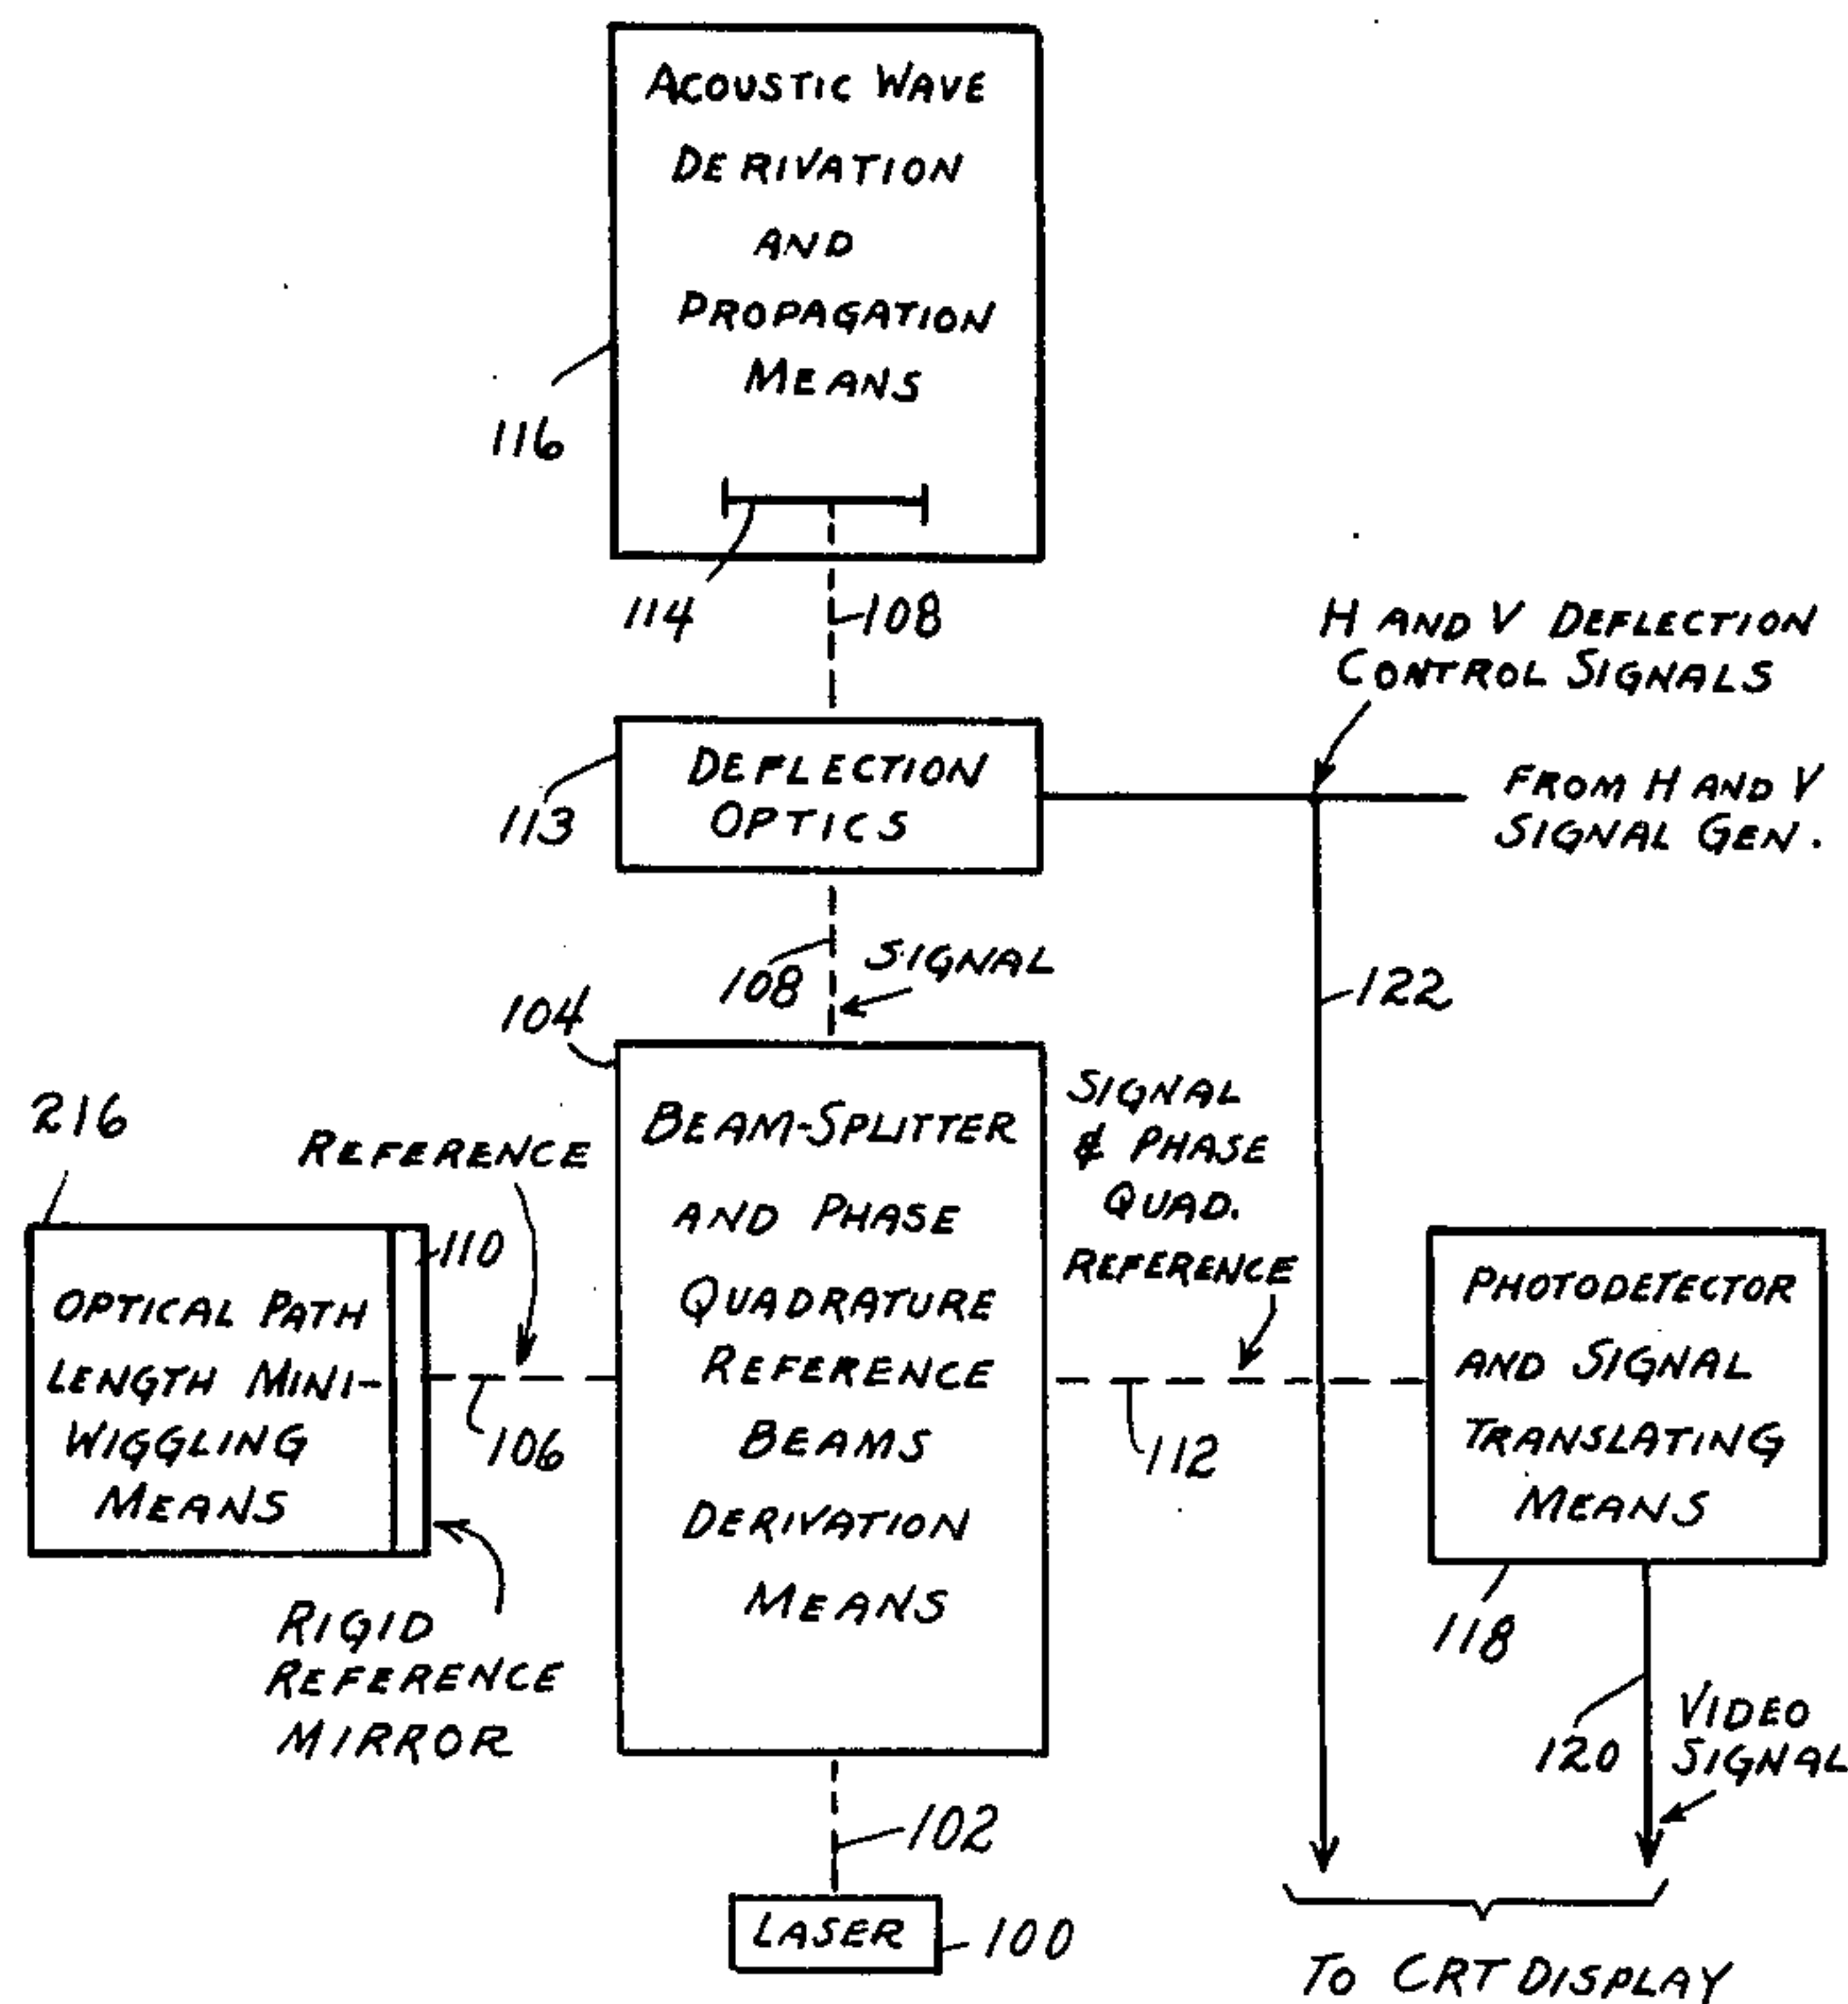 ACOUSTIC WAVE
DERIVATION
AND
PROPAGATION
MEANS
116
114
108
H AND V DEFLECTION
CONTROL SIGNALS
DEFLECTION
OPTICS
113
FROM H AND V
SIGNAL GEN.
108
SIGNAL
122
104
216
REFERENCE
110
OPTICAL PATH
LENGTH MINI-
WIGGLING
MEANS
106
RIGID
REFERENCE
MIRROR
BEAM-SPLITTER
AND PHASE
QUADRATURE
REFERENCE
BEAMS
DERIVATION
MEANS
SIGNAL
& PHASE
QUAD.
REFERENCE
112
PHOTODETECTOR
AND SIGNAL
TRANSLATING
MEANS
118
120
VIDEO
SIGNAL
102
LASER
100
TO CRT DISPLAY